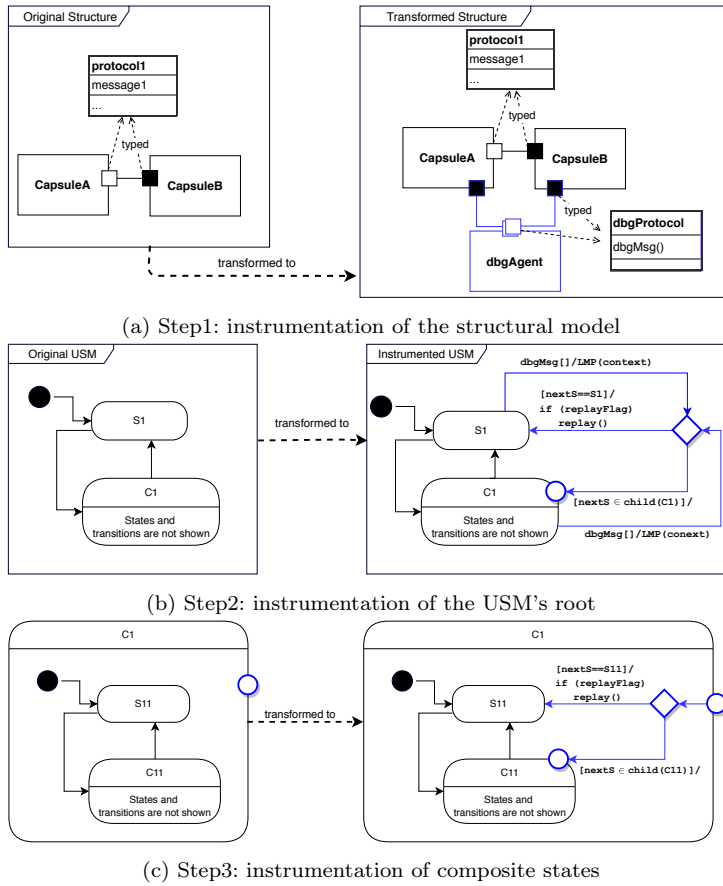 Original Structure
protocol1
message1
...
typed
CapsuleA
CapsuleB
transformed to
Transformed Structure
protocol1
message1
...
typed
CapsuleA
CapsuleB
typed
dbgProtocol
dbgMsg()
dbgAgent
(a) Step1: instrumentation of the structural model
Original USM
S1
C1
States and
transitions are not shown
transformed to
Instrumented USM
dbgMsg[]/LMP(context)
[nextS==S1]/
if (replayFlag)
replay()
S1
C1
[nextS ∈ child(C1)]/
States and
transitions are not shown
dbgMsg[]/LMP(conext)
(b) Step2: instrumentation of the USM's root
C1
S11
C11
States and
transitions are not shown
transformed to
C1
[nextS==S11]/
if (replayFlag)
replay()
S11
C11
[nextS ∈ child(C11)]/
States and
transitions are not shown
(c) Step3: instrumentation of composite states